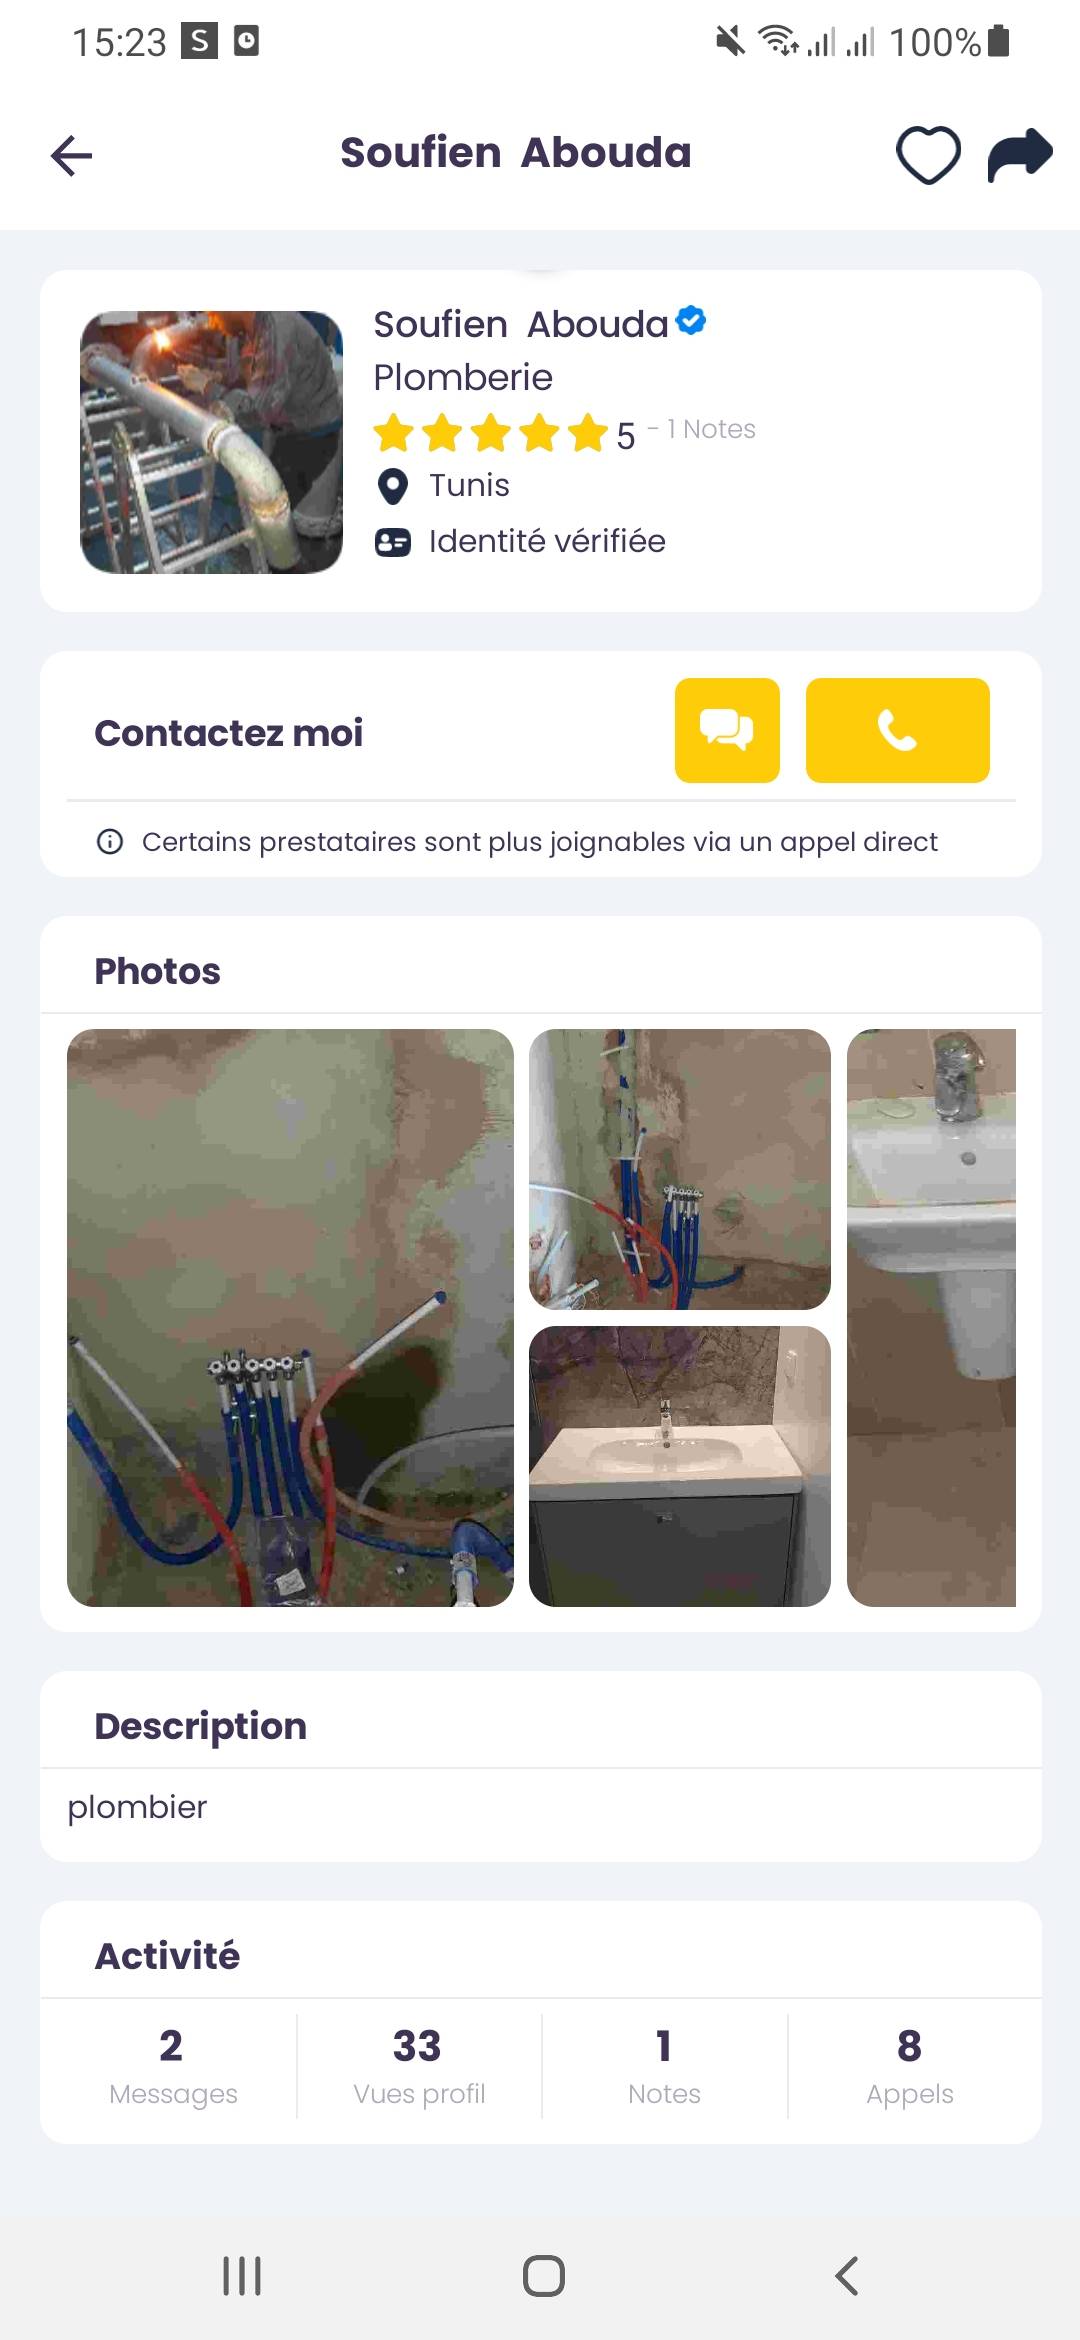 15:23 S 100%
Soufien Abouda
Soufien Abouda
Plomberie
5 - 1 Notes
Tunis
Identité vérifiée
Contactez moi
Certains prestataires sont plus joignables via un appel direct
Photos
Description
plombier
Activité
2 33 1 8
Messages Vues profil Notes Appels